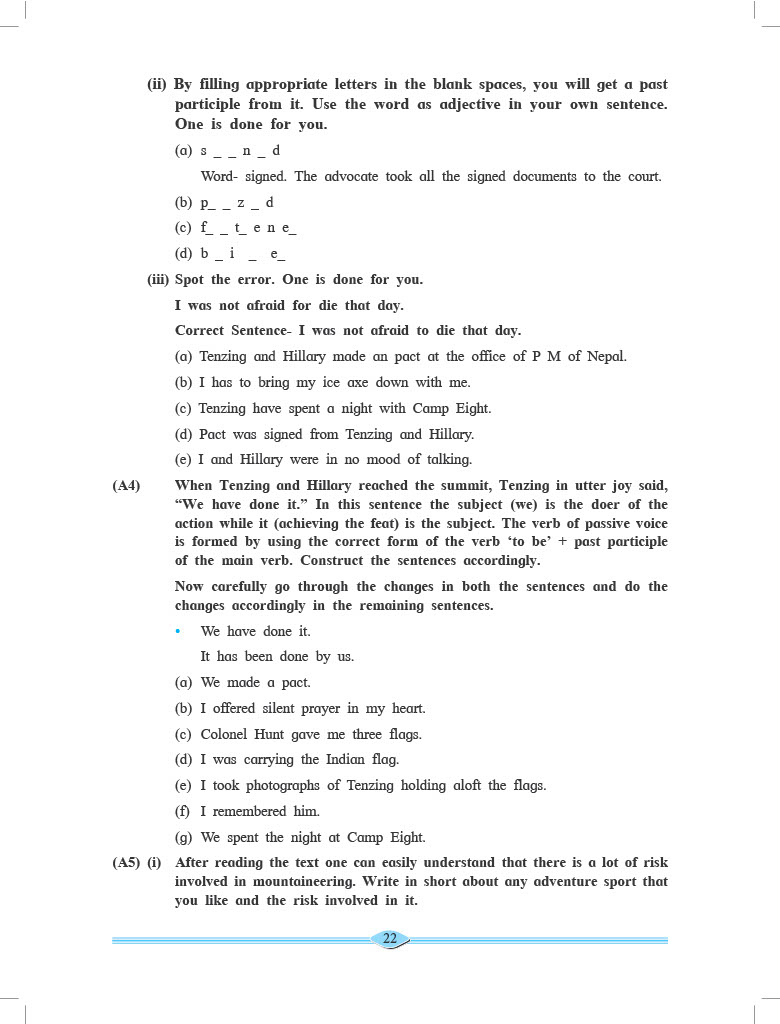 (ii) By filling appropriate letters in the blank spaces, you will get a past
participle from it. Use the word as adjective in your own sentence.
One is done for you.
(a) s _ _ n _ d
Word- signed. The advocate took all the signed documents to the court.
(b) p_ _ z _ d
(c) f_ _ t_ e n e_
(d) b _ i _ e_
(iii) Spot the error. One is done for you.
I was not afraid for die that day.
Correct Sentence- I was not afraid to die that day.
(a) Tenzing and Hillary made an pact at the office of P M of Nepal.
(b) I has to bring my ice axe down with me.
(c) Tenzing have spent a night with Camp Eight.
(d) Pact was signed from Tenzing and Hillary.
(e) I and Hillary were in no mood of talking.
(A4) When Tenzing and Hillary reached the summit, Tenzing in utter joy said,
“We have done it.” In this sentence the subject (we) is the doer of the
action while it (achieving the feat) is the subject. The verb of passive voice
is formed by using the correct form of the verb ‘to be’ + past participle
of the main verb. Construct the sentences accordingly.
Now carefully go through the changes in both the sentences and do the
changes accordingly in the remaining sentences.
• We have done it.
It has been done by us.
(a) We made a pact.
(b) I offered silent prayer in my heart.
(c) Colonel Hunt gave me three flags.
(d) I was carrying the Indian flag.
(e) I took photographs of Tenzing holding aloft the flags.
(f) I remembered him.
(g) We spent the night at Camp Eight.
(A5) (i) After reading the text one can easily understand that there is a lot of risk
involved in mountaineering. Write in short about any adventure sport that
you like and the risk involved in it.
22